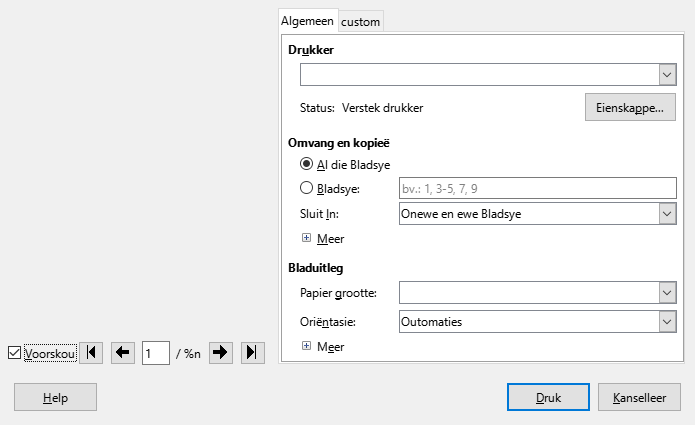 Algemeen custom
Drukker
Status: Verstek drukker Eienskappe...
Omvang en kopieë
Al die Bladsye
Bladsye: bv.: 1, 3-5, 7, 9
Sluit In: Onewe en ewe Bladsye
Meer
Bladuitleg
Papier grootte:
Oriëntasie: Outomaties
Meer
Voorskou 1 / %n
Help Druk Kanselleer